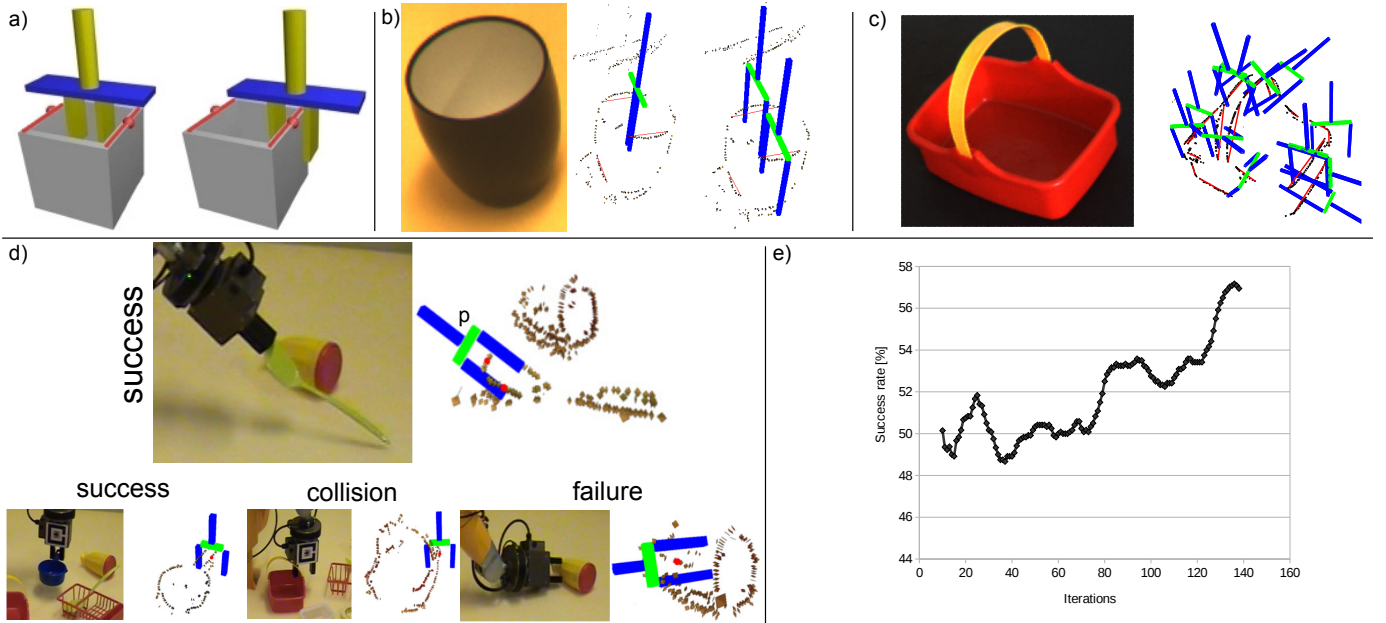 a)
b)
c)
d)
success
p
success
collision
failure
e)
58
56
54
52
50
48
46
44
0
20
40
60
80
100
120
140
160
Success rate [%]
Iterations